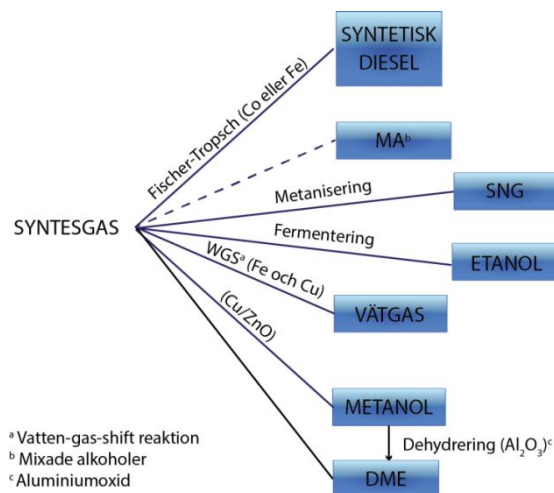 SYNTETISK
DIESEL
Fischer-Tropsch (Co eller Fe)
MAᵇ
Metanisering
SNG
SYNTESGAS
Fermentering
ETANOL
WGSᵃ (Fe och Cu)
VÄTGAS
(Cu/ZnO)
METANOL
ᵃ Vatten-gas-shift reaktion
Dehydrering (Al₂O₃)ᶜ
ᵇ Mixade alkoholer
ᶜ Aluminiumoxid
DME